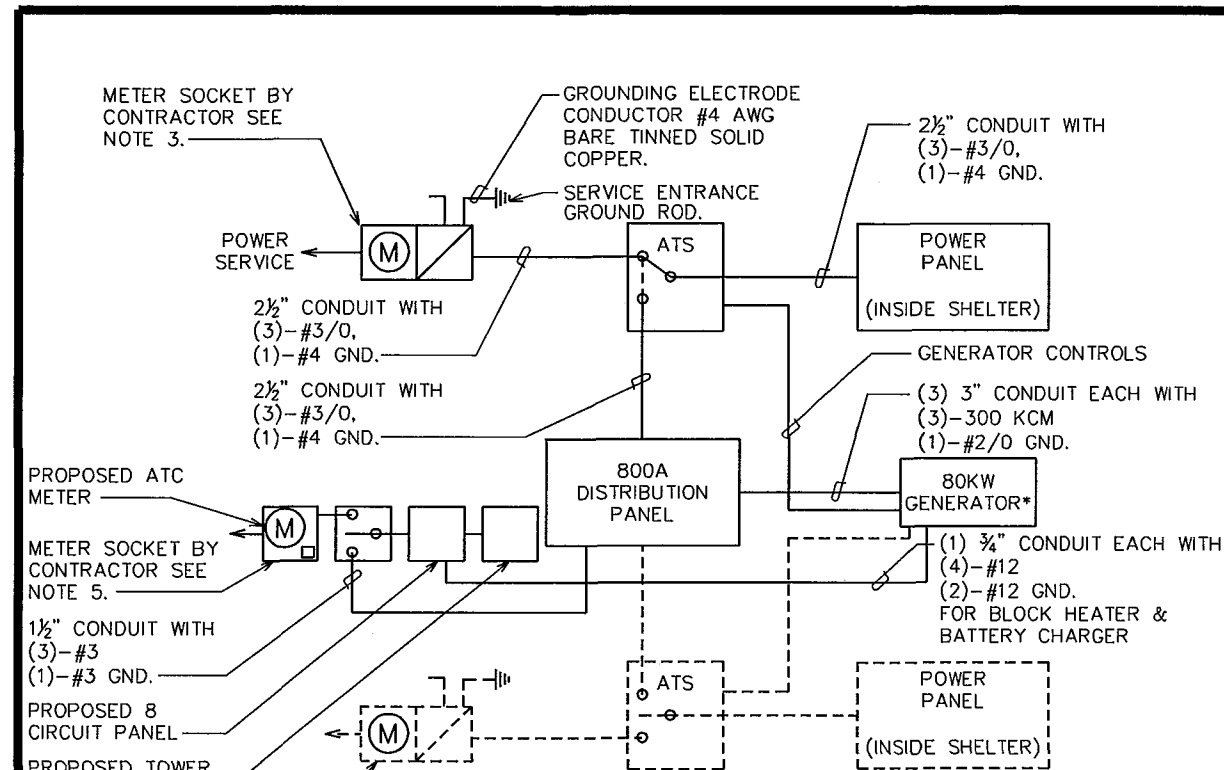 METER SOCKET BY
CONTRACTOR SEE
NOTE 3.
GROUNDING ELECTRODE
CONDUCTOR #4 AWG
BARE TINNED SOLID
COPPER.
SERVICE ENTRANCE
GROUND ROD.
2½" CONDUIT WITH
(3)-#3/0,
(1)-#4 GND.
POWER
SERVICE
M
ATS
POWER
PANEL
(INSIDE SHELTER)
2½" CONDUIT WITH
(3)-#3/0,
(1)-#4 GND.
2½" CONDUIT WITH
(3)-#3/0,
(1)-#4 GND.
GENERATOR CONTROLS
(3) 3" CONDUIT EACH WITH
(3)-300 KCM
(1)-#2/0 GND.
800A
DISTRIBUTION
PANEL
80KW
GENERATOR*
PROPOSED ATC
METER
M
METER SOCKET BY
CONTRACTOR SEE
NOTE 5.
(1) ¾" CONDUIT EACH WITH
(4)-#12
(2)-#12 GND.
FOR BLOCK HEATER &
BATTERY CHARGER
1½" CONDUIT WITH
(3)-#3
(1)-#3 GND.
PROPOSED 8
CIRCUIT PANEL
PROPOSED TOWER
M
ATS
POWER
PANEL
(INSIDE SHELTER)